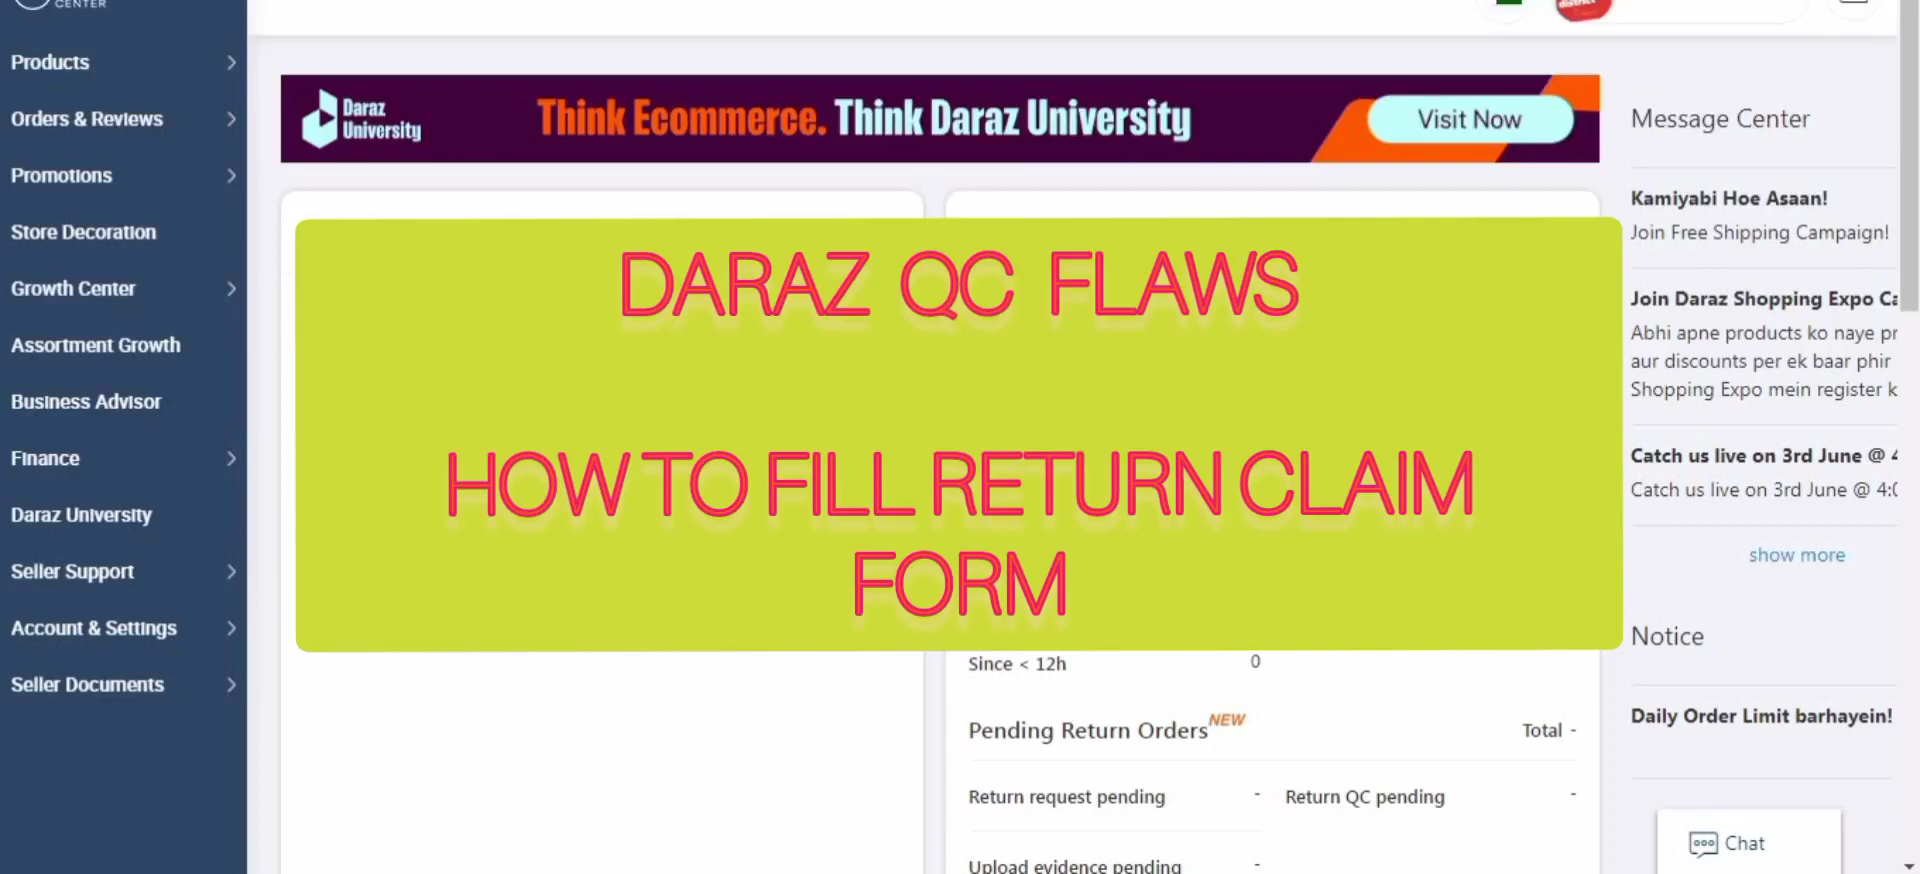 CENTER
Products
Orders & Reviews
Promotions
Store Decoration
Growth Center
Assortment Growth
Business Advisor
Finance
Daraz University
Seller Support
Account & Settings
Seller Documents
Daraz
University
Think Ecommerce. Think Daraz University
Visit Now
DARAZ QC FLAWS
HOW TO FILL RETURN CLAIM
FORM
Since < 12h 0
Pending Return Orders NEW Total -
Return request pending - Return QC pending -
Upload evidence pending -
Message Center
Kamiyabi Hoe Asaan!
Join Free Shipping Campaign!
Join Daraz Shopping Expo Ca
Abhi apne products ko naye pr
aur discounts per ek baar phir
Shopping Expo mein register k
Catch us live on 3rd June @ 4
Catch us live on 3rd June @ 4:0
show more
Notice
Daily Order Limit barhayein!
Chat